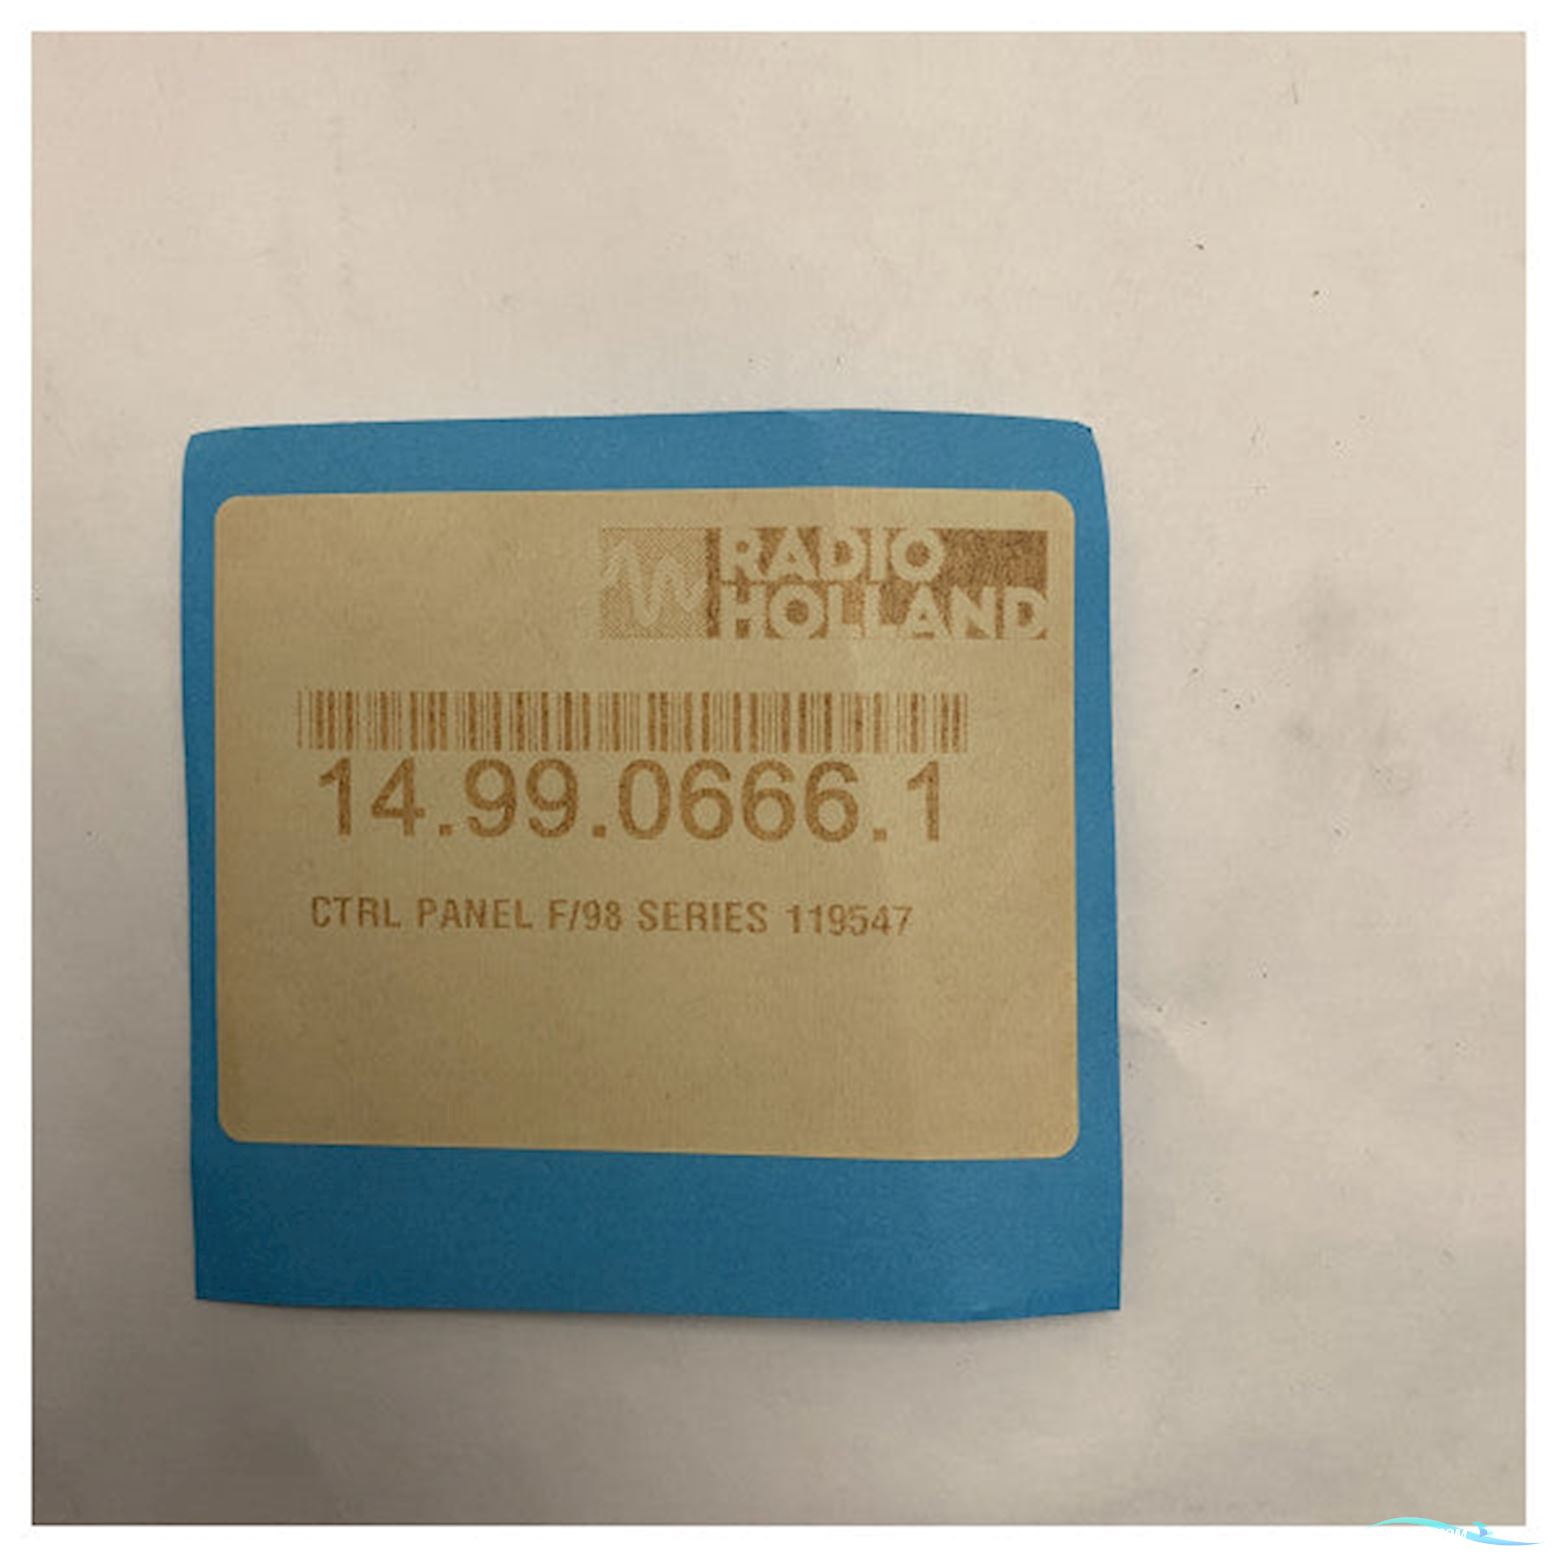 RADIO
HOLLAND
14.99.0666.1
CTRL PANEL F/98 SERIES 119547